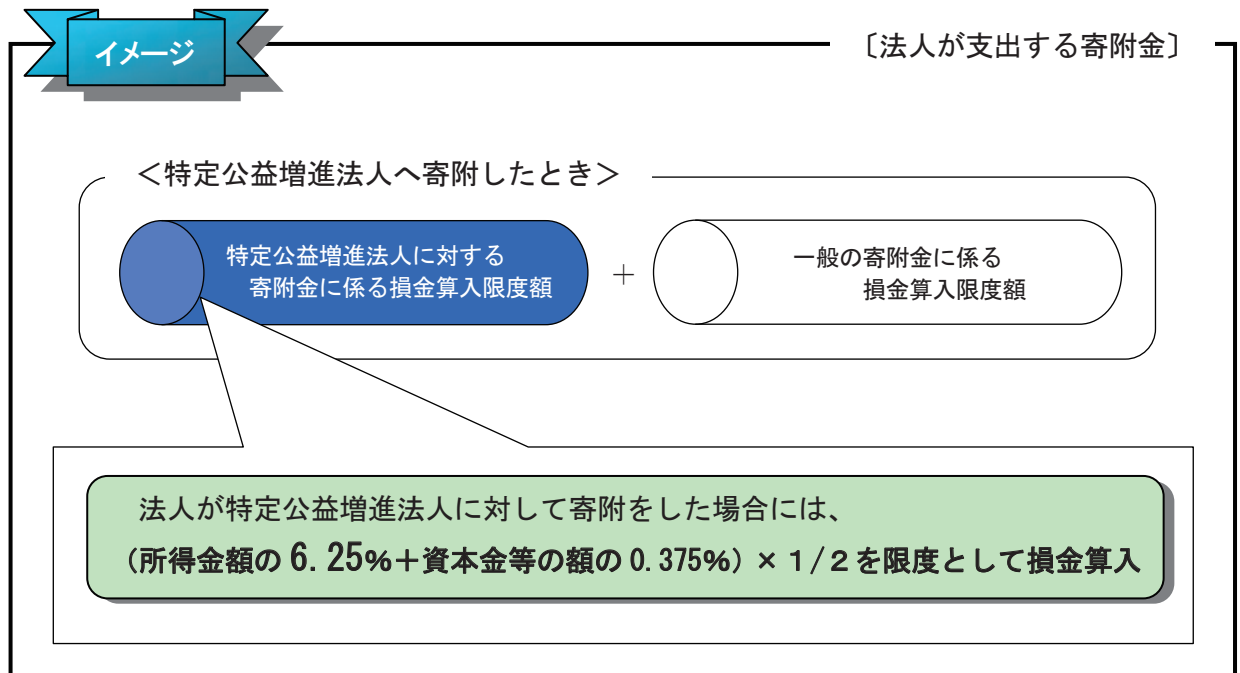 イメージ
〔法人が支出する寄附金〕
＜特定公益増進法人へ寄附したとき＞
特定公益増進法人に対する
寄附金に係る損金算入限度額
＋
一般の寄附金に係る
損金算入限度額
法人が特定公益増進法人に対して寄附をした場合には、
（所得金額の6.25%＋資本金等の額の0.375%）×１/２を限度として損金算入